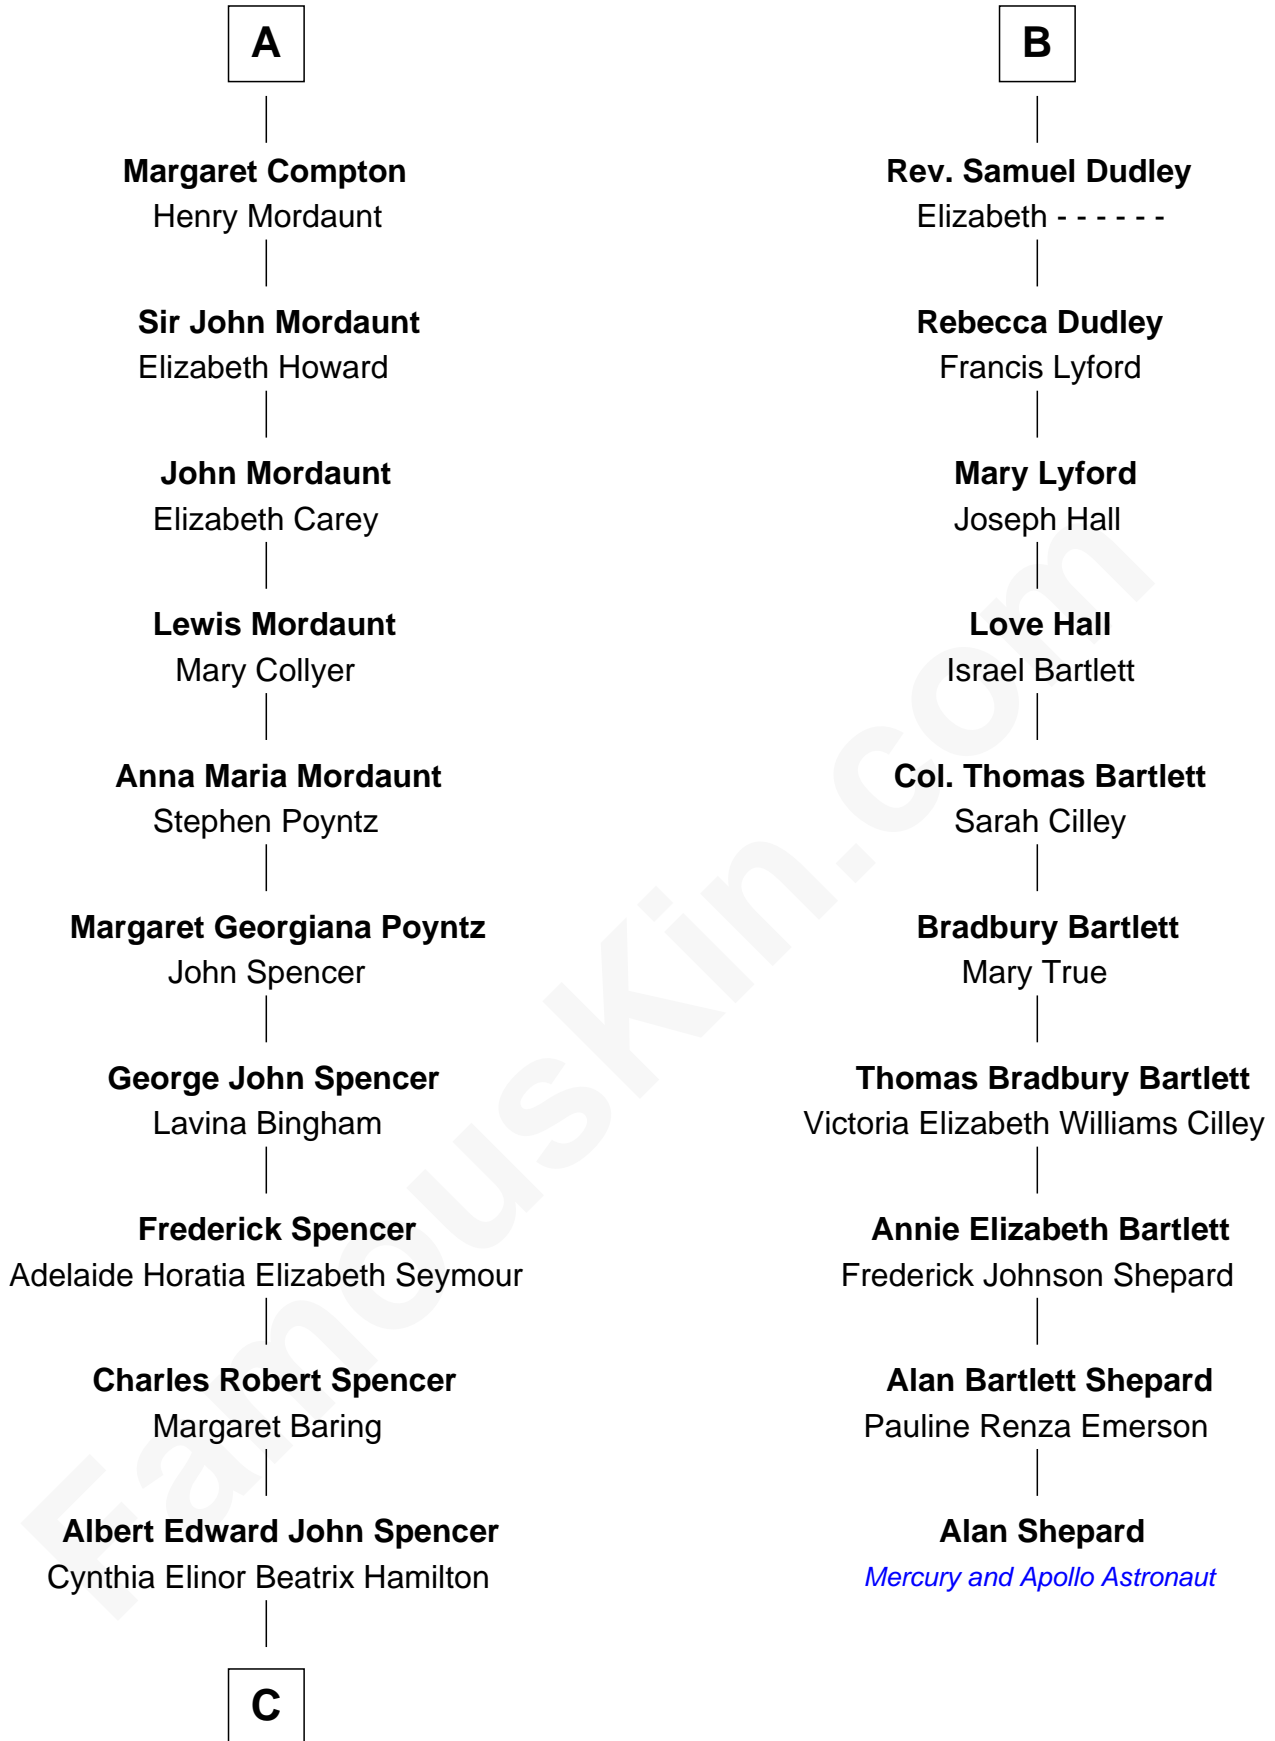 A
Margaret Compton
Henry Mordaunt
Sir John Mordaunt
Elizabeth Howard
John Mordaunt
Elizabeth Carey
Lewis Mordaunt
Mary Collyer
Anna Maria Mordaunt
Stephen Poyntz
Margaret Georgiana Poyntz
John Spencer
George John Spencer
Lavina Bingham
Frederick Spencer
Adelaide Horatia Elizabeth Seymour
Charles Robert Spencer
Margaret Baring
Albert Edward John Spencer
Cynthia Elinor Beatrix Hamilton
C
B
Rev. Samuel Dudley
Elizabeth - - - - - -
Rebecca Dudley
Francis Lyford
Mary Lyford
Joseph Hall
Love Hall
Israel Bartlett
Col. Thomas Bartlett
Sarah Cilley
Bradbury Bartlett
Mary True
Thomas Bradbury Bartlett
Victoria Elizabeth Williams Cilley
Annie Elizabeth Bartlett
Frederick Johnson Shepard
Alan Bartlett Shepard
Pauline Renza Emerson
Alan Shepard
Mercury and Apollo Astronaut
FamousKin.com